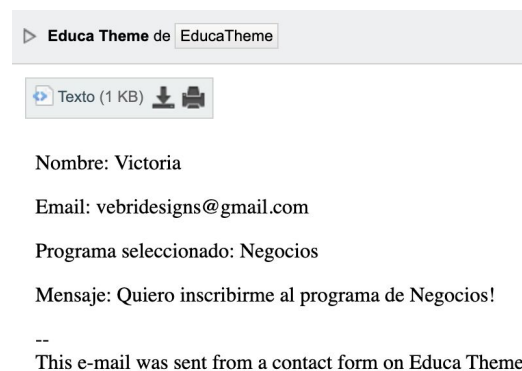 Educa Theme de EducaTheme
Texto (1 KB)
Nombre: Victoria
Email: vebridesigns@gmail.com
Programa seleccionado: Negocios
Mensaje: Quiero inscribirme al programa de Negocios!
--
This e-mail was sent from a contact form on Educa Theme